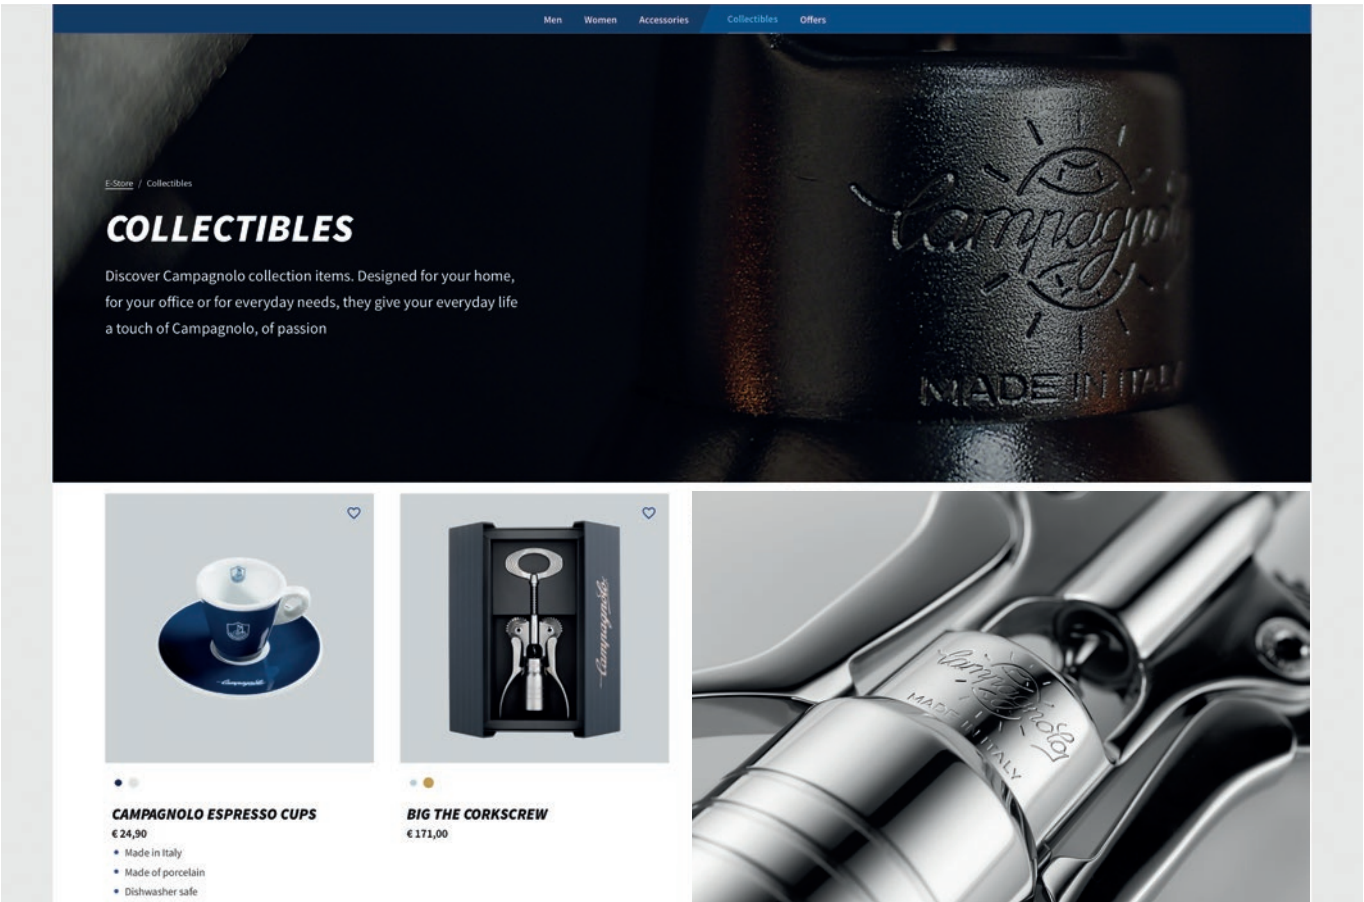 Men Women Accessories Collectibles Offers
E-Store / Collectibles
COLLECTIBLES
Discover Campagnolo collection items. Designed for your home,
for your office or for everyday needs, they give your everyday life
a touch of Campagnolo, of passion
Campagnolo
MADE IN ITALY
Campagnolo
Campagnolo
Campagnolo
MADE IN ITALY
CAMPAGNOLO ESPRESSO CUPS
€ 24,90
Made in Italy
Made of porcelain
Dishwasher safe
BIG THE CORKSCREW
€ 171,00